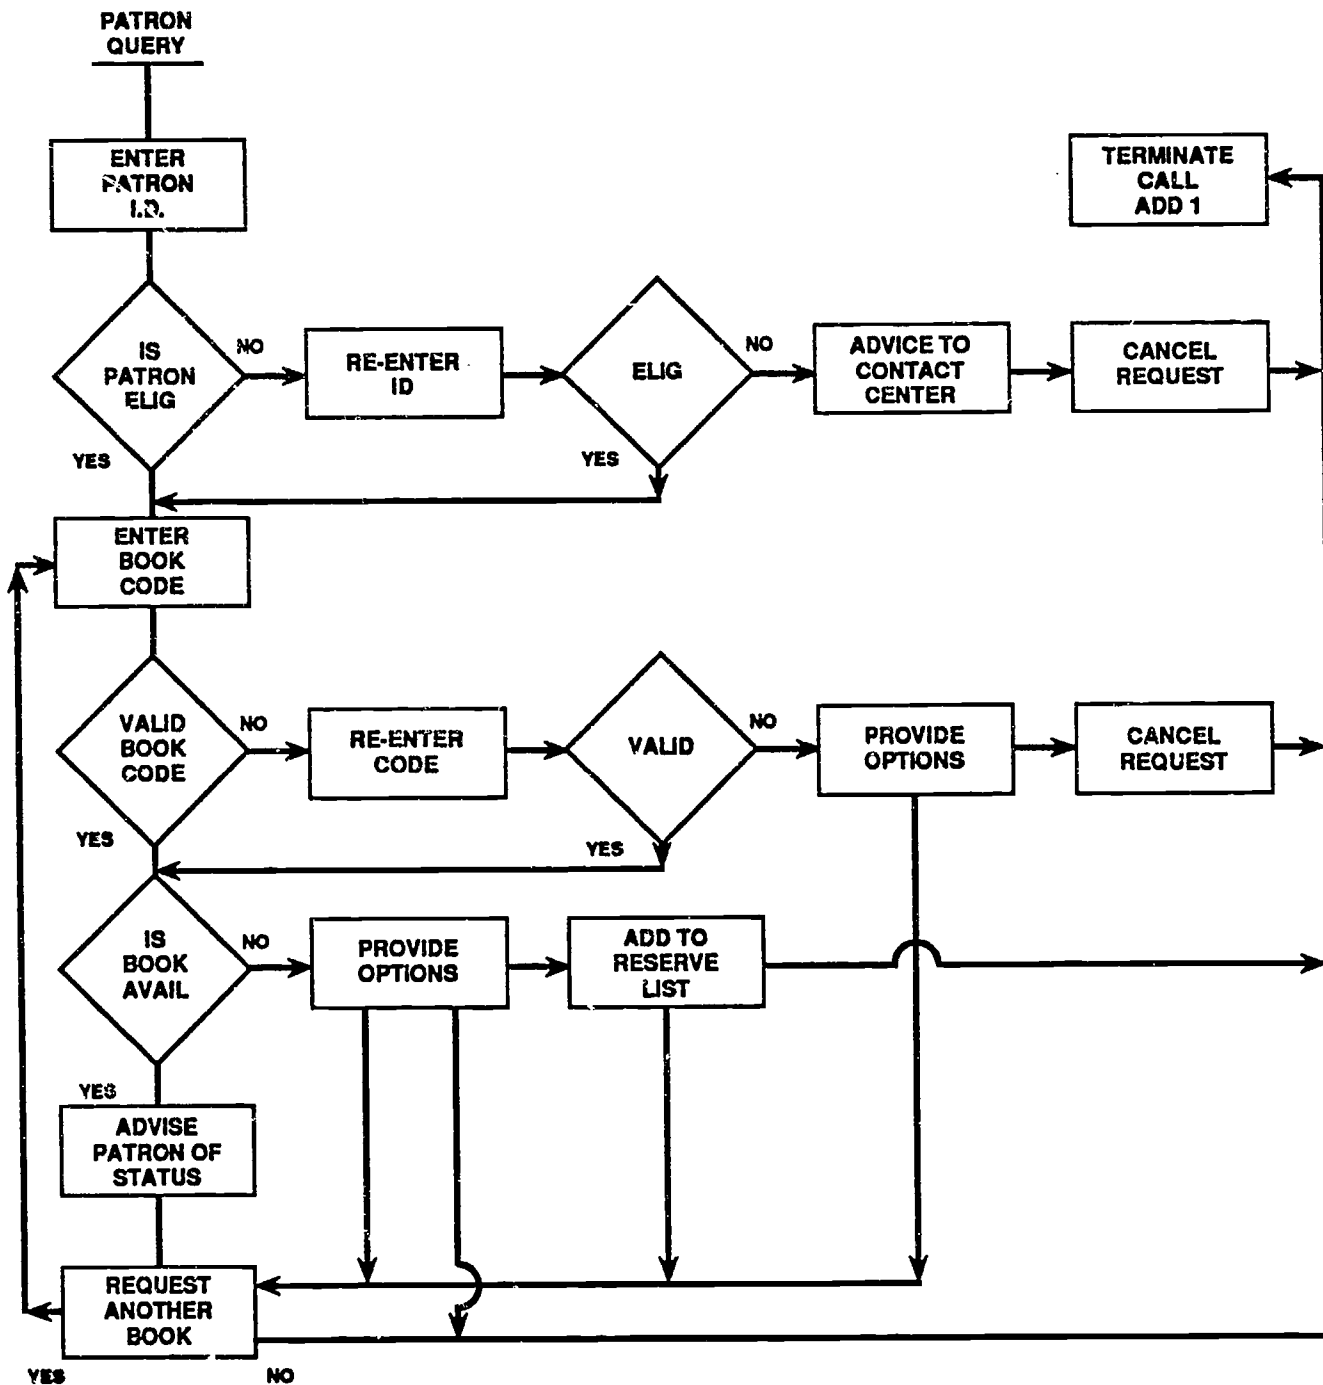 PATRON
QUERY
ENTER
PATRON
I.D.
TERMINATE
CALL
ADD 1
IS
PATRON
ELIG
NO
YES
RE-ENTER
ID
ELIG
NO
YES
ADVICE TO
CONTACT
CENTER
CANCEL
REQUEST
ENTER
BOOK
CODE
VALID
BOOK
CODE
NO
YES
RE-ENTER
CODE
VALID
NO
YES
PROVIDE
OPTIONS
CANCEL
REQUEST
IS
BOOK
AVAIL
NO
YES
PROVIDE
OPTIONS
ADD TO
RESERVE
LIST
ADVISE
PATRON OF
STATUS
REQUEST
ANOTHER
BOOK
YES
NO